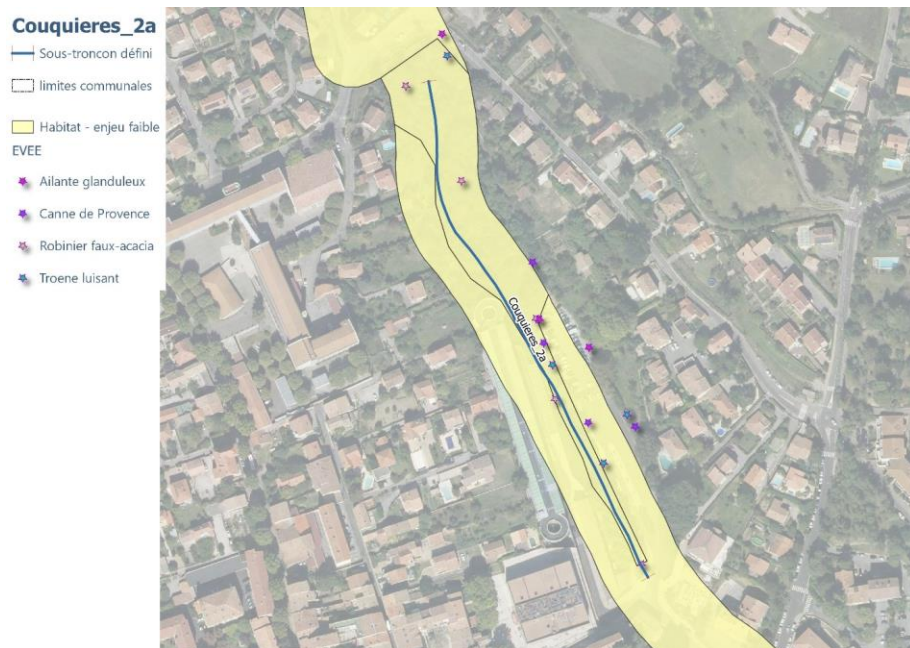 Couquieres_2a
Sous-troncon défini
limites communales
Habitat - enjeu faible
EVEE
Ailante glanduleux
Canne de Provence
Robinier faux-acacia
Troene luisant
Couquieres_2a